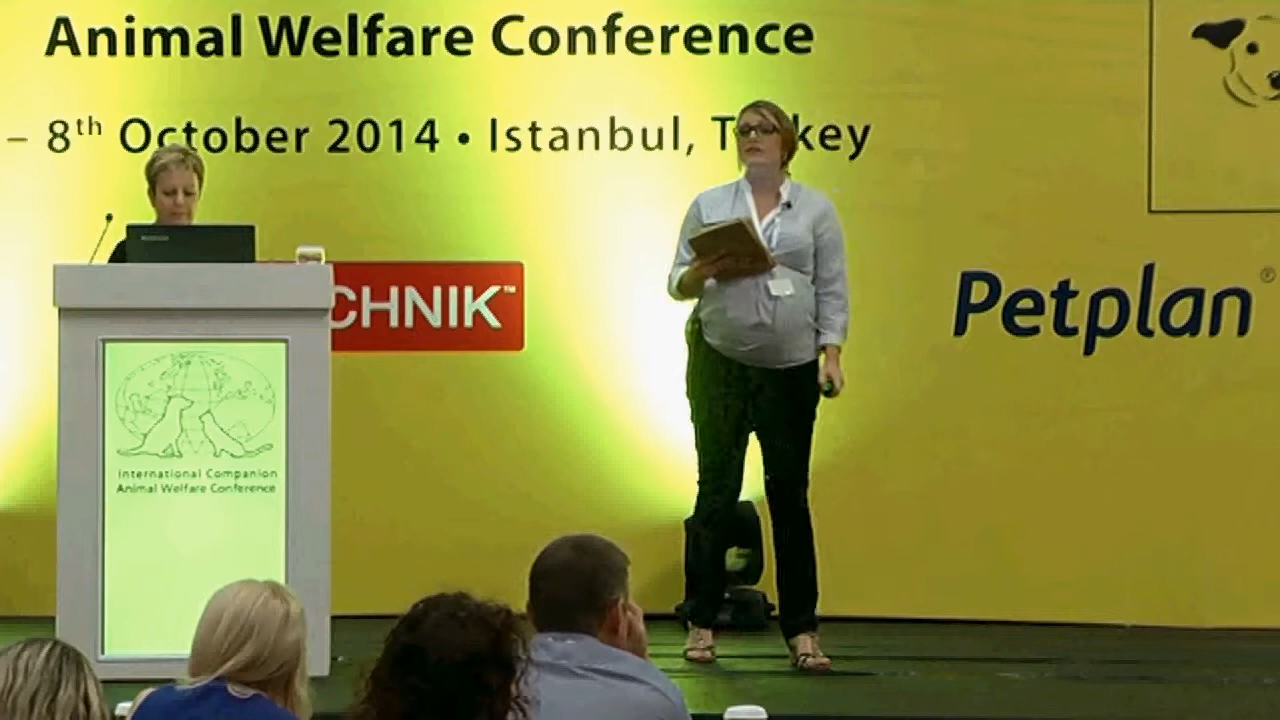 Animal Welfare Conference
– 8th October 2014 • Istanbul, T key
CHNIK™
Petplan®
International Companion
Animal Welfare Conference